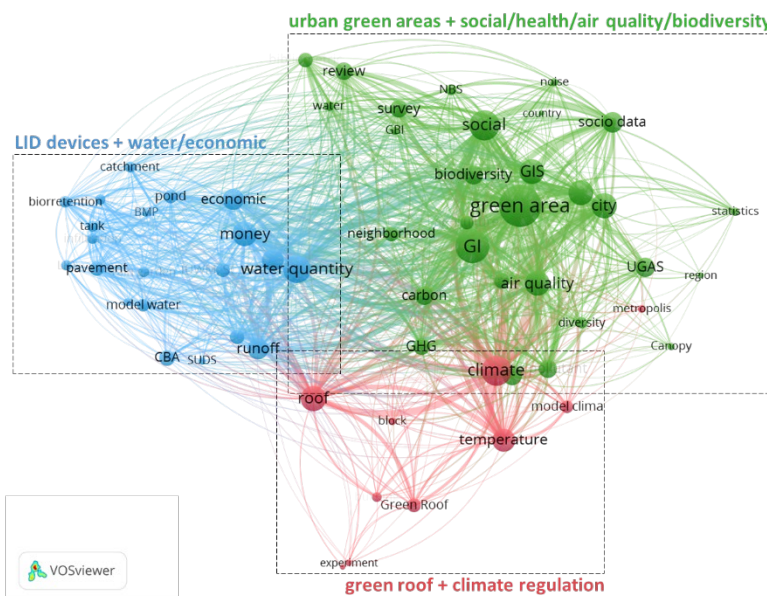 urban green areas + social/health/air quality/biodiversity
review
noise
NBS
water
survey
country
GBI
social
socio data
LID devices + water/economic
catchment
biodiversity
GIS
biorretention
pond
economic
green area
city
BMP
statistics
tank
money
neighborhood
GI
pavement
water quantity
UGAS
region
air quality
model water
carbon
metropolis
diversity
runoff
GHG
Canopy
CBA
SUDS
climate
roof
model clima
block
temperature
Green Roof
experiment
VOSviewer
green roof + climate regulation